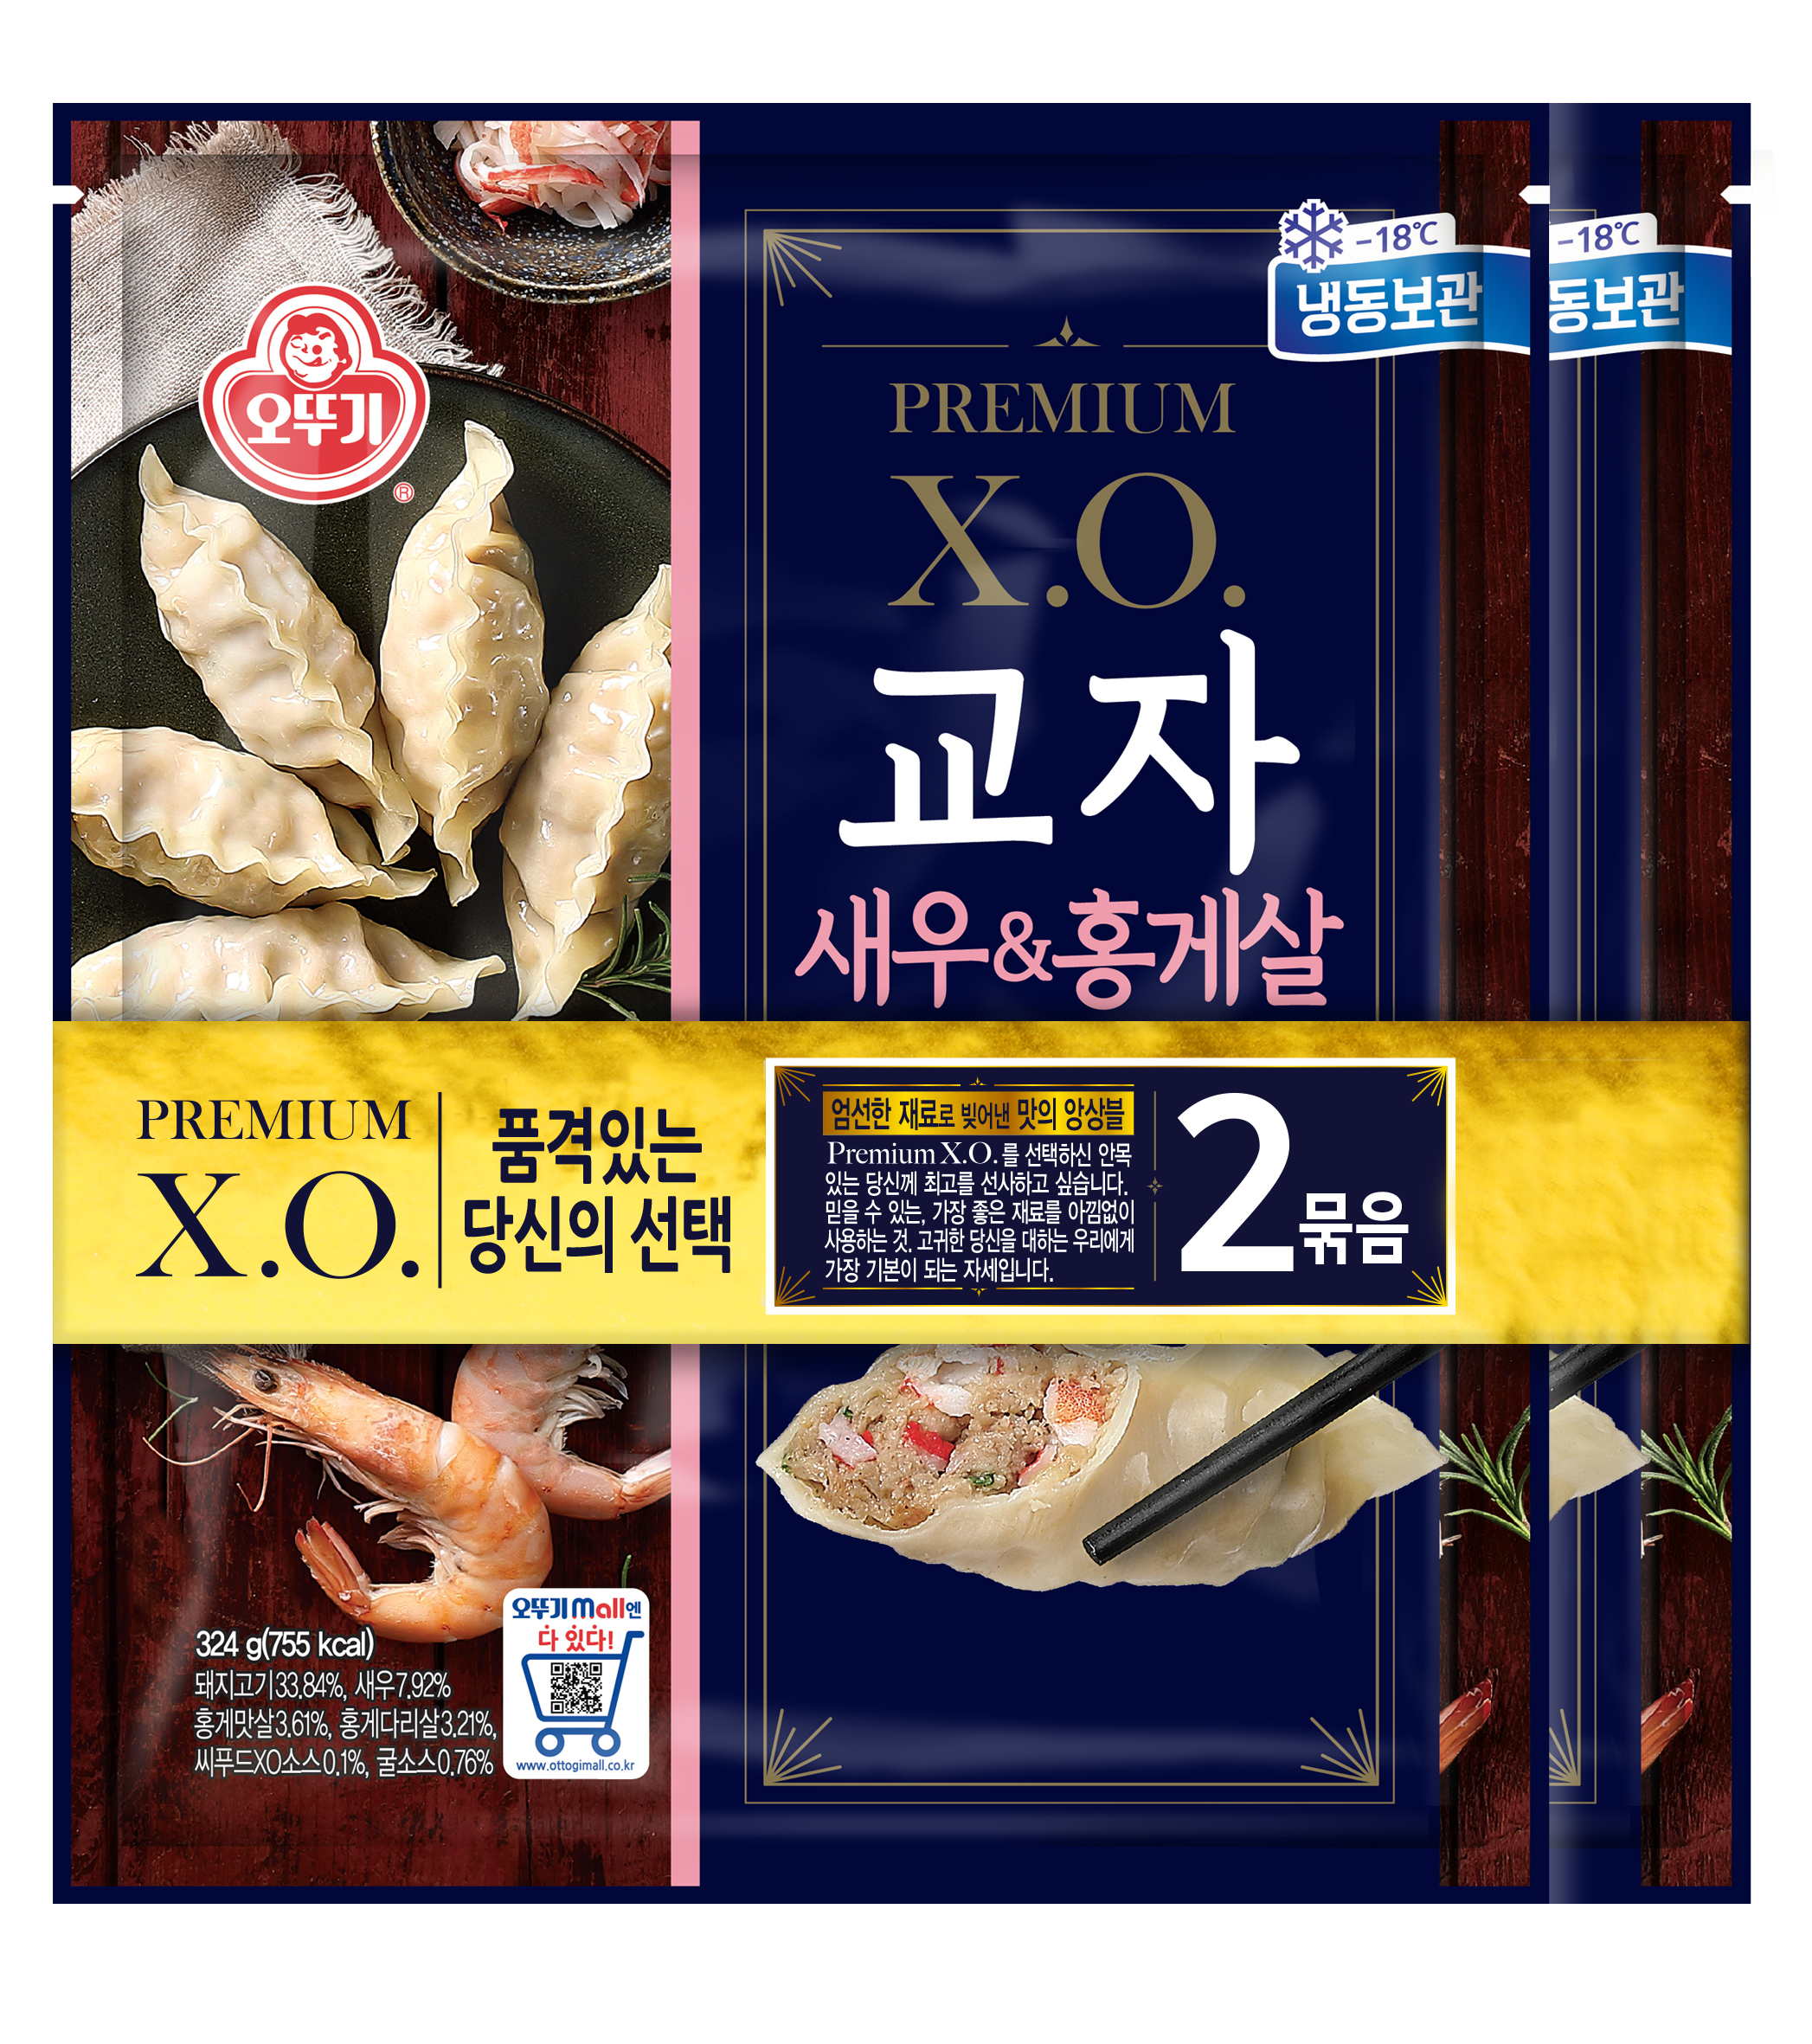 오뚜기
®
-18℃
냉동보관
-18℃
동보관
PREMIUM
X.O.
교자
새우&홍게살
PREMIUM
X.O.
품격있는
당신의 선택
엄선한 재료로 빚어낸 맛의 앙상블
Premium X.O.를 선택하신 안목
있는 당신께 최고를 선사하고 싶습니다.
믿을 수 있는, 가장 좋은 재료를 아낌없이
사용하는 것. 고귀한 당신을 대하는 우리에게
가장 기본이 되는 자세입니다.
2묶음
324 g(755 kcal)
돼지고기33.84%, 새우7.92%
홍게맛살3.61%, 홍게다리살3.21%,
씨푸드XO소스0.1%, 굴소스0.76%
오뚜기mall엔
다 있다!
www.ottogimall.co.kr